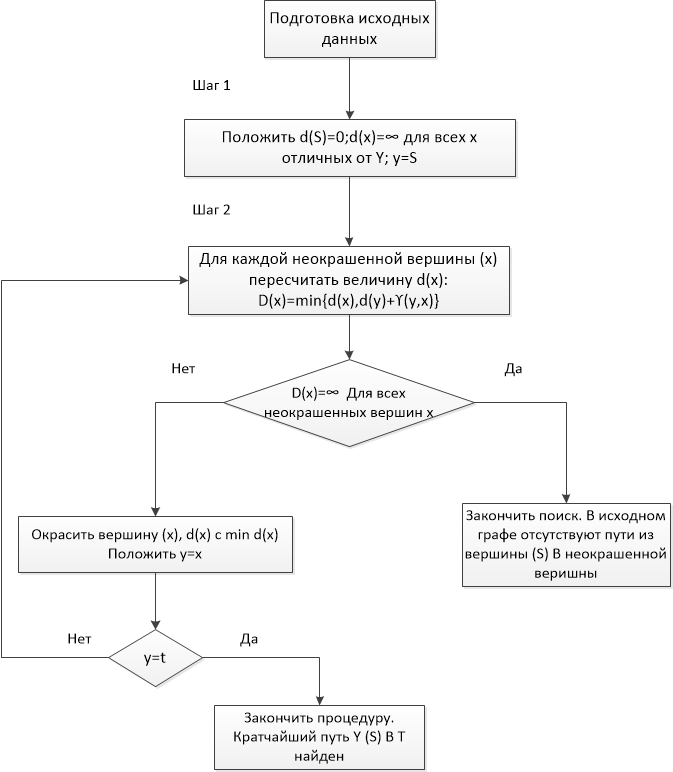 Подготовка исходных
данных
Шаг 1
Положить d(S)=0;d(x)=∞ для всех x
отличных от Y; y=S
Шаг 2
Для каждой неокрашенной вершины (x)
пересчитать величину d(x):
D(x)=min{d(x),d(y)+ϒ(y,x)}
Нет
Да
D(x)=∞ Для всех
неокрашенных вершин x
Окрасить вершину (x), d(x) с min d(x)
Положить y=x
Закончить поиск. В исходном
графе отсутствуют пути из
вершины (S) В неокрашенной
веришны
Нет
Да
y=t
Закончить процедуру.
Кратчайший путь Y (S) В T
найден